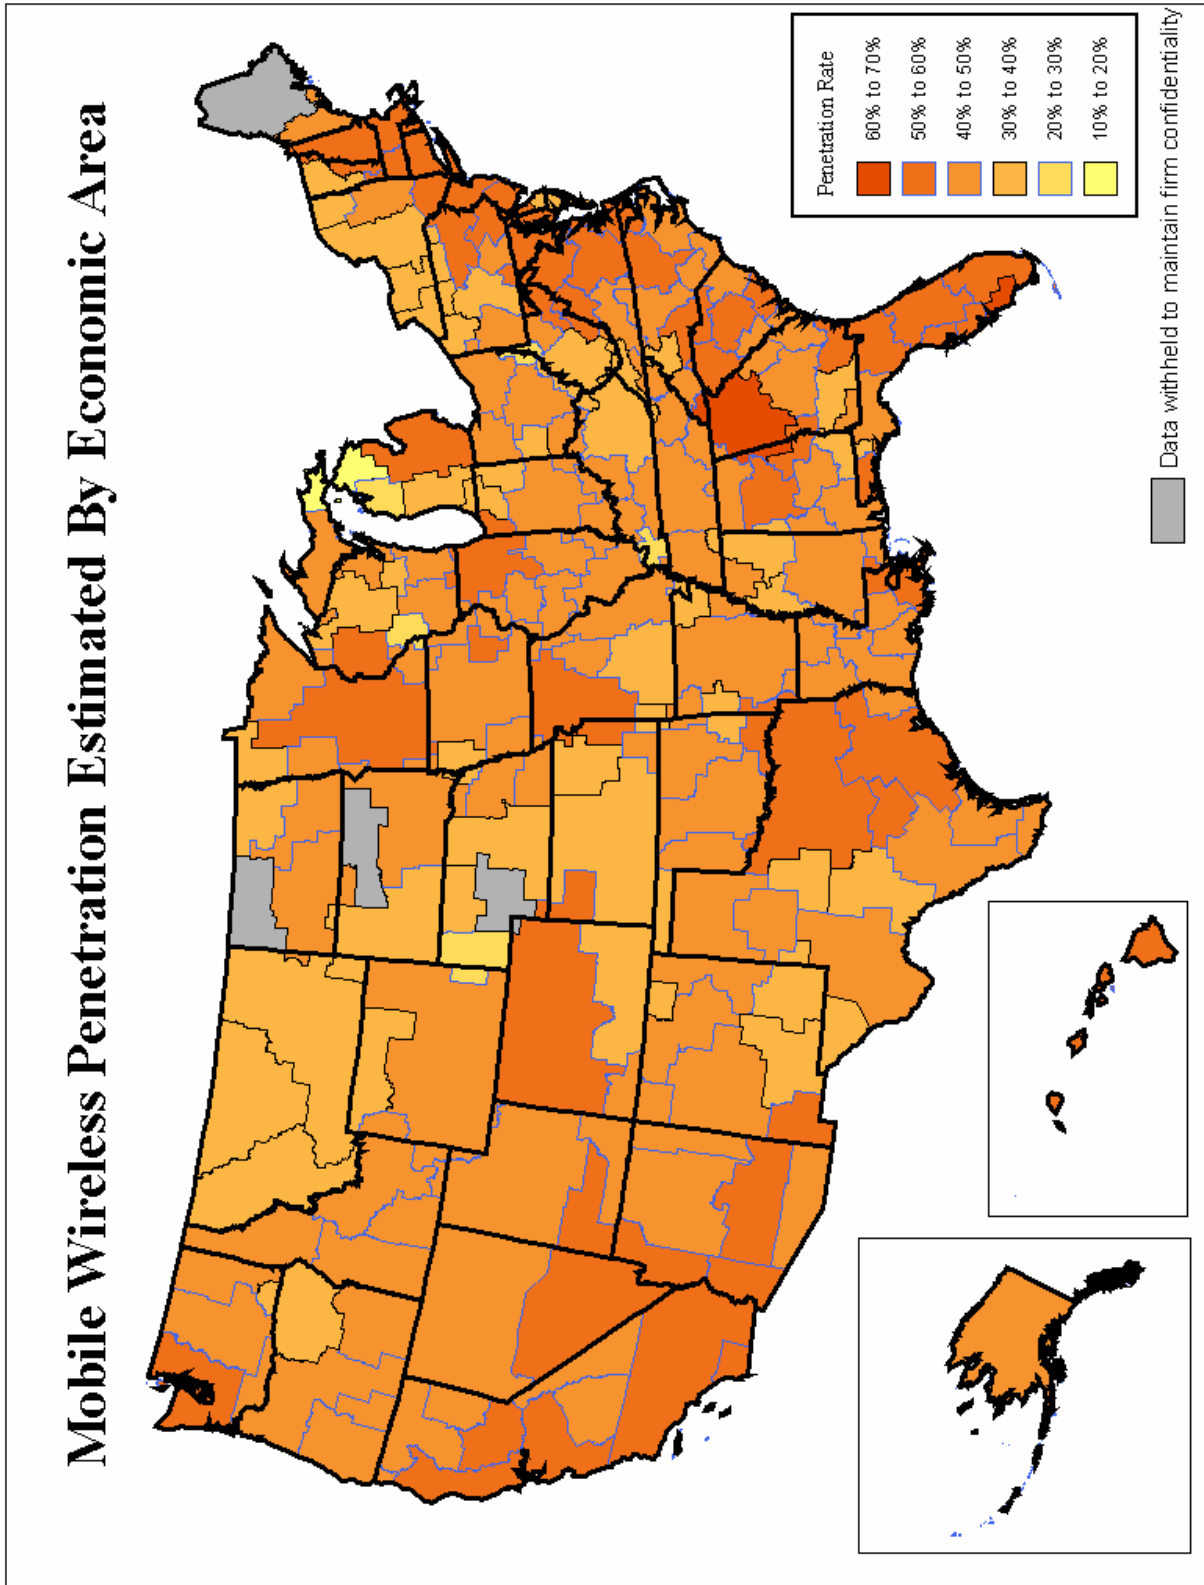 Mobile Wireless Penetration Estimated By Economic Area
Penetration Rate
60% to 70%
50% to 60%
40% to 50%
30% to 40%
20% to 30%
10% to 20%
Data withheld to maintain firm confidentiality